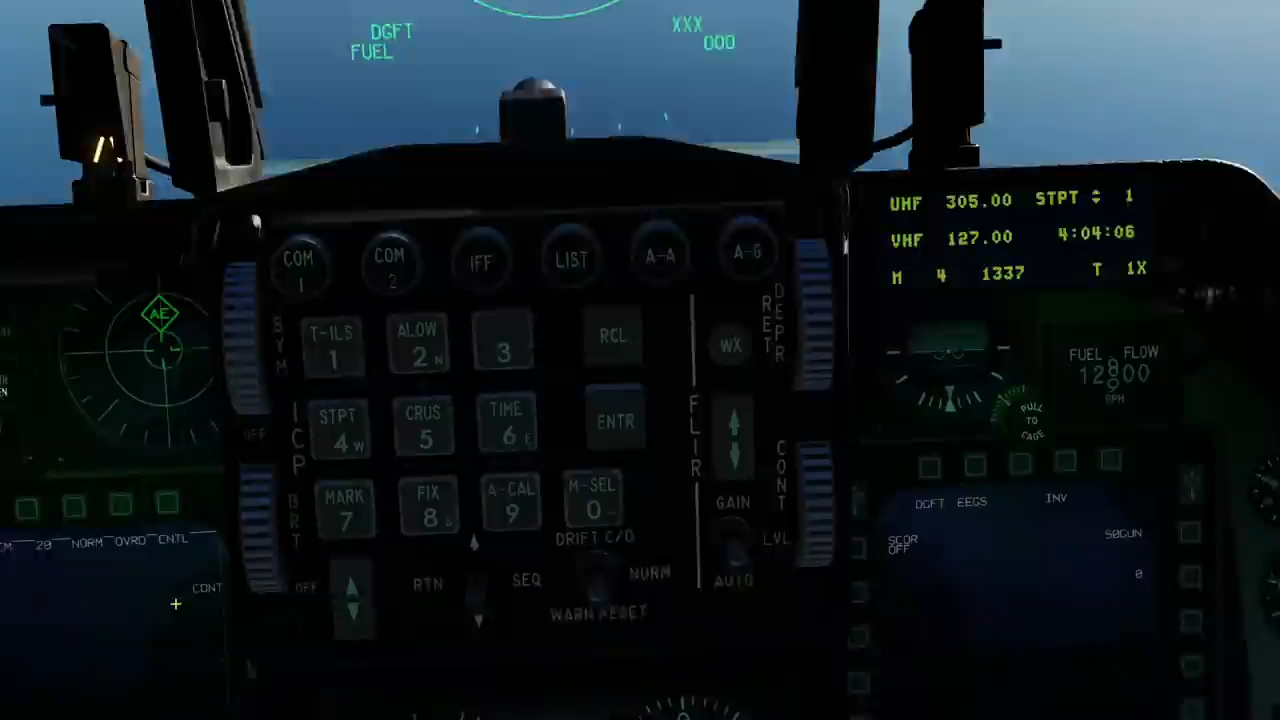 DGFT
FUEL
XXX
000
UHF 305.00 STPT 1
VHF 127.00 4:04:06
M 4 1337 T 1X
COM 1
COM 2
IFF
LIST
A-A
A-G
AE
SYM
T-ILS 1
ALOW 2 N
3
RCL
WX
RET
DEPR
FUEL FLOW
PPH
PULL TO CAGE
ICP
STPT 4 W
CRUS 5
TIME 6 E
ENTR
FLIR
OFF
CONT
BRT
MARK 7
FIX 8
A-CAL 9
M-SEL 0
GAIN
LVL
AUTO
DRIFT C/O
NORM
WARN RESET
OFF
RTN
SEQ
20 NORM OVRD CNTL
CONT
DGFT EEGS INV
SCOR
OFF
0